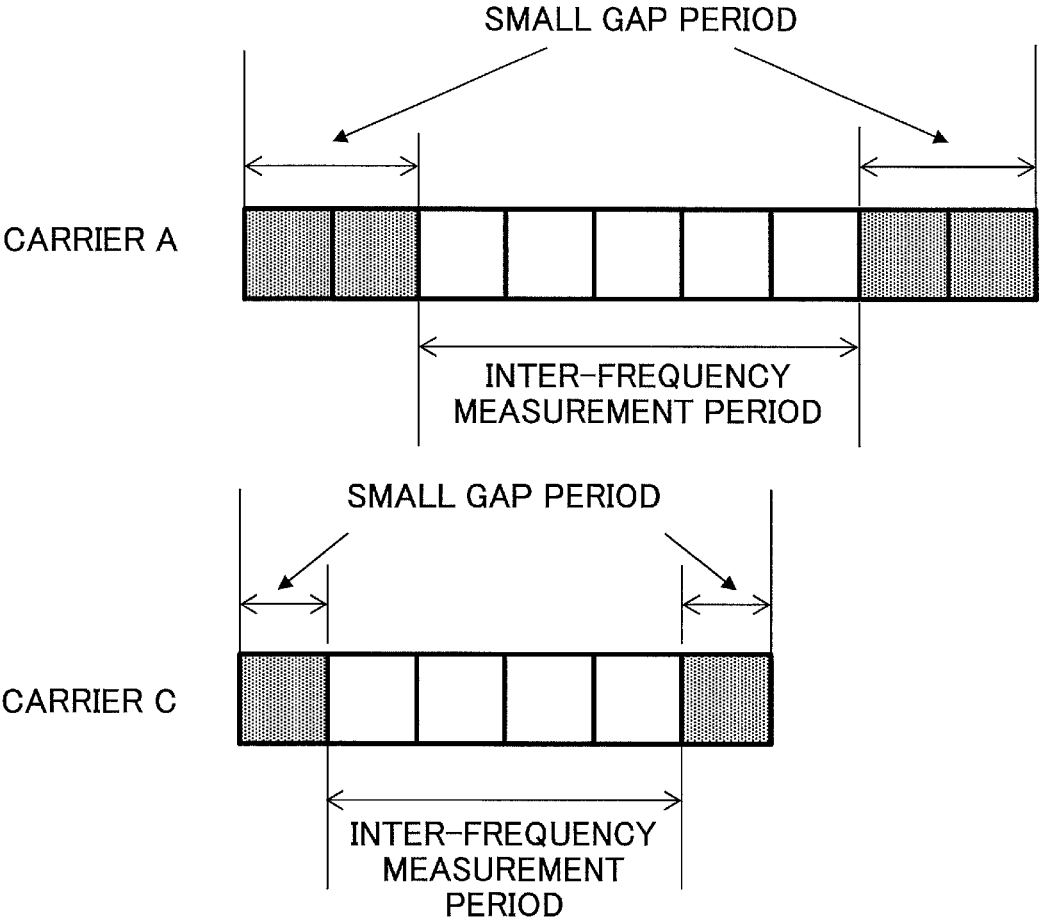 SMALL GAP PERIOD
CARRIER A
INTER-FREQUENCY
MEASUREMENT PERIOD
SMALL GAP PERIOD
CARRIER C
INTER-FREQUENCY
MEASUREMENT
PERIOD